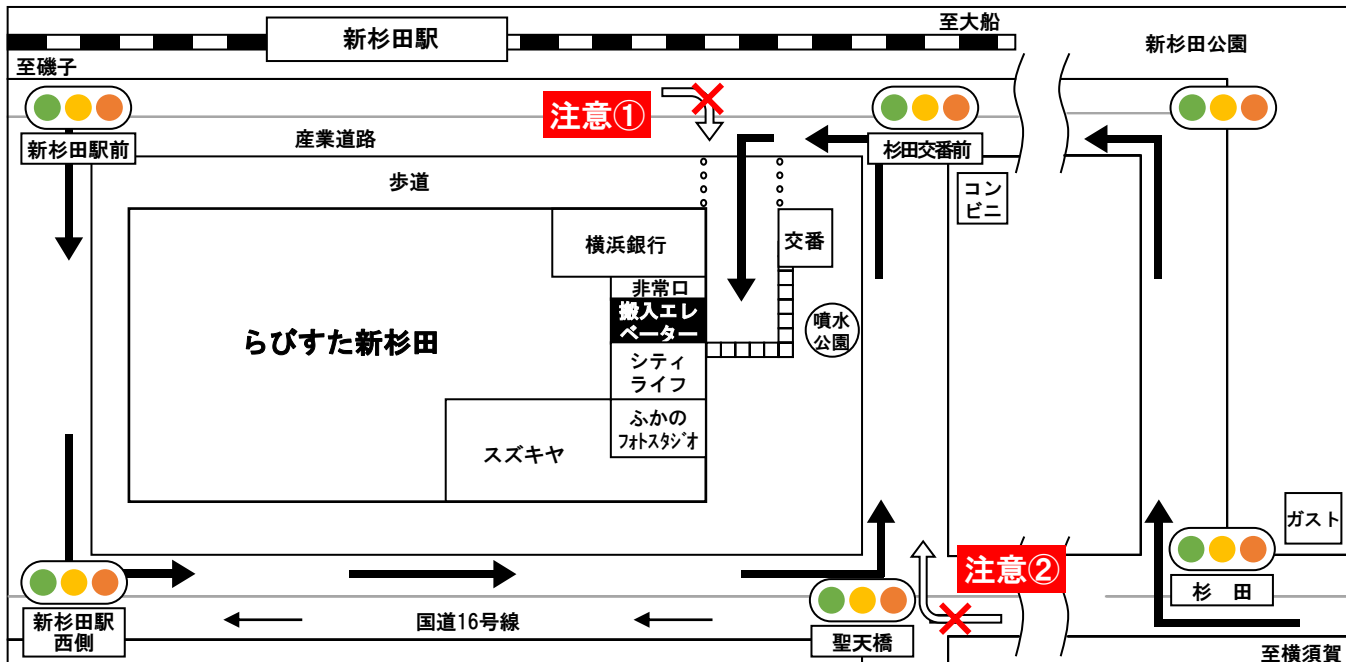 新杉田駅
至大船
新杉田公園
至磯子
注意①
新杉田駅前
産業道路
杉田交番前
歩道
コン
ビニ
横浜銀行
交番
非常口
搬入エレ
ベーター
噴水
公園
らびすた新杉田
シティ
ライフ
ふかの
ﾌｫﾄｽﾀｼﾞｵ
スズキヤ
ガスト
注意②
杉　田
新杉田駅
西側
国道16号線
聖天橋
至横須賀